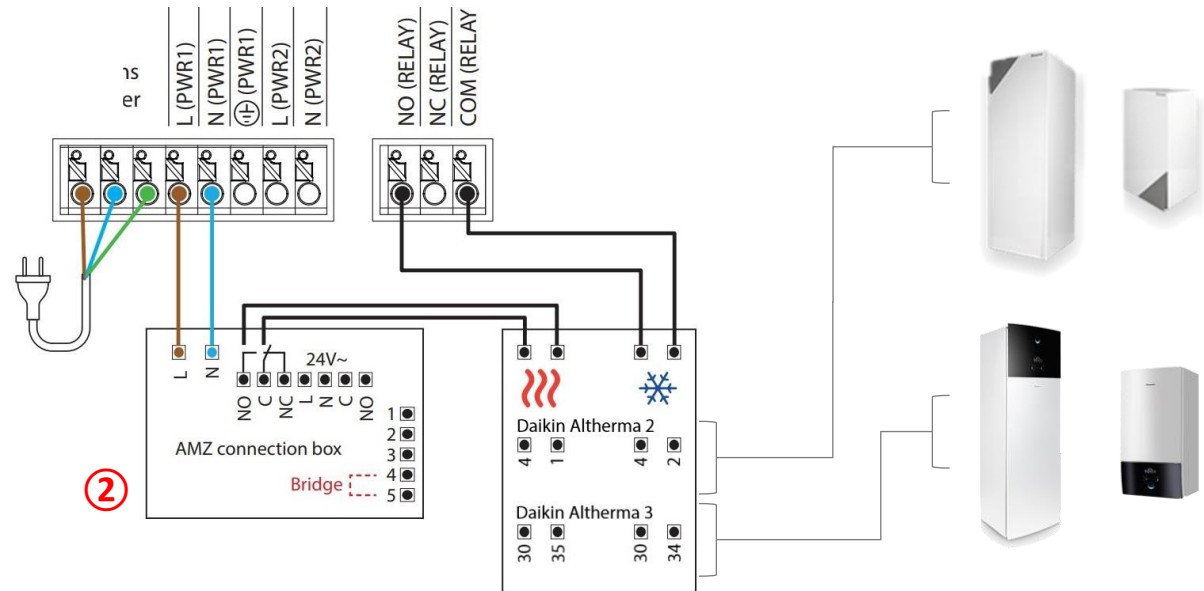 ns
er
L (PWR1)
N (PWR1)
(PWR1)
L (PWR2)
N (PWR2)
NO (RELAY)
NC (RELAY)
COM (RELAY)
L
N
24V~
NO
C
NC
L
N
C
NO
1
2
3
4
5
AMZ connection box
Bridge
2
Daikin Altherma 2
4
1
4
2
Daikin Altherma 3
30
35
30
34